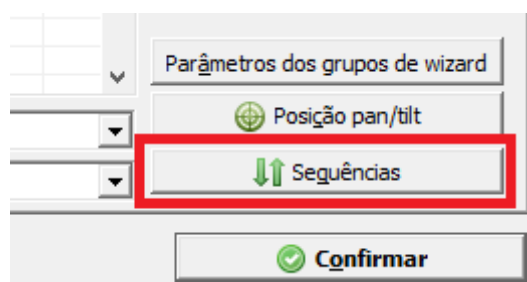 Parâmetros dos grupos de wizard
Posição pan/tilt
Sequências
Confirmar